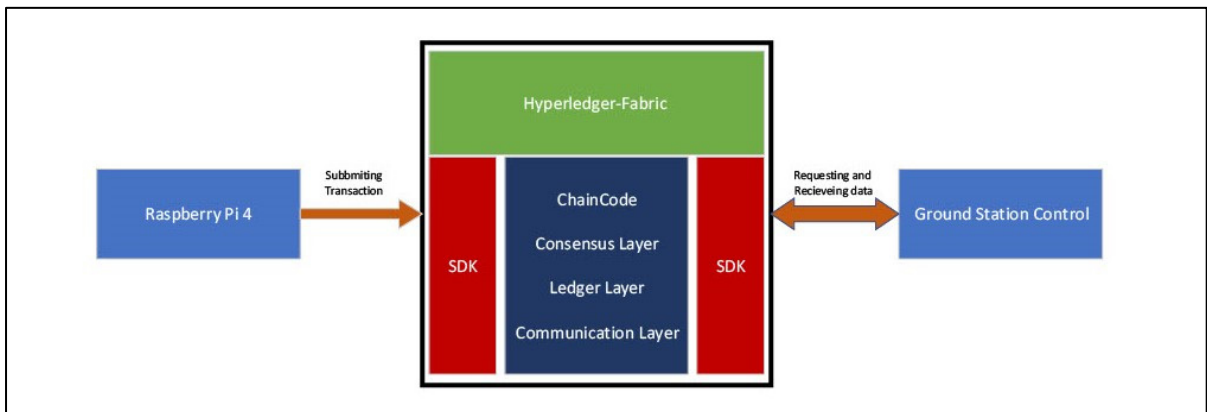 Hyperledger-Fabric
Subbmiting
Transaction
Raspberry Pi 4
SDK
ChainCode
Consensus Layer
Ledger Layer
Communication Layer
SDK
Requesting and
Recieveing data
Ground Station Control